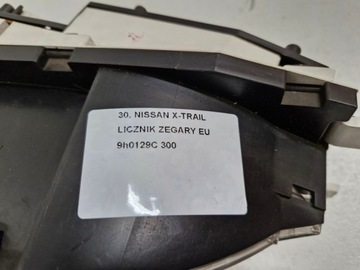 30. NISSAN X-TRAIL
LICZNIK ZEGARY EU
9h0129C 300